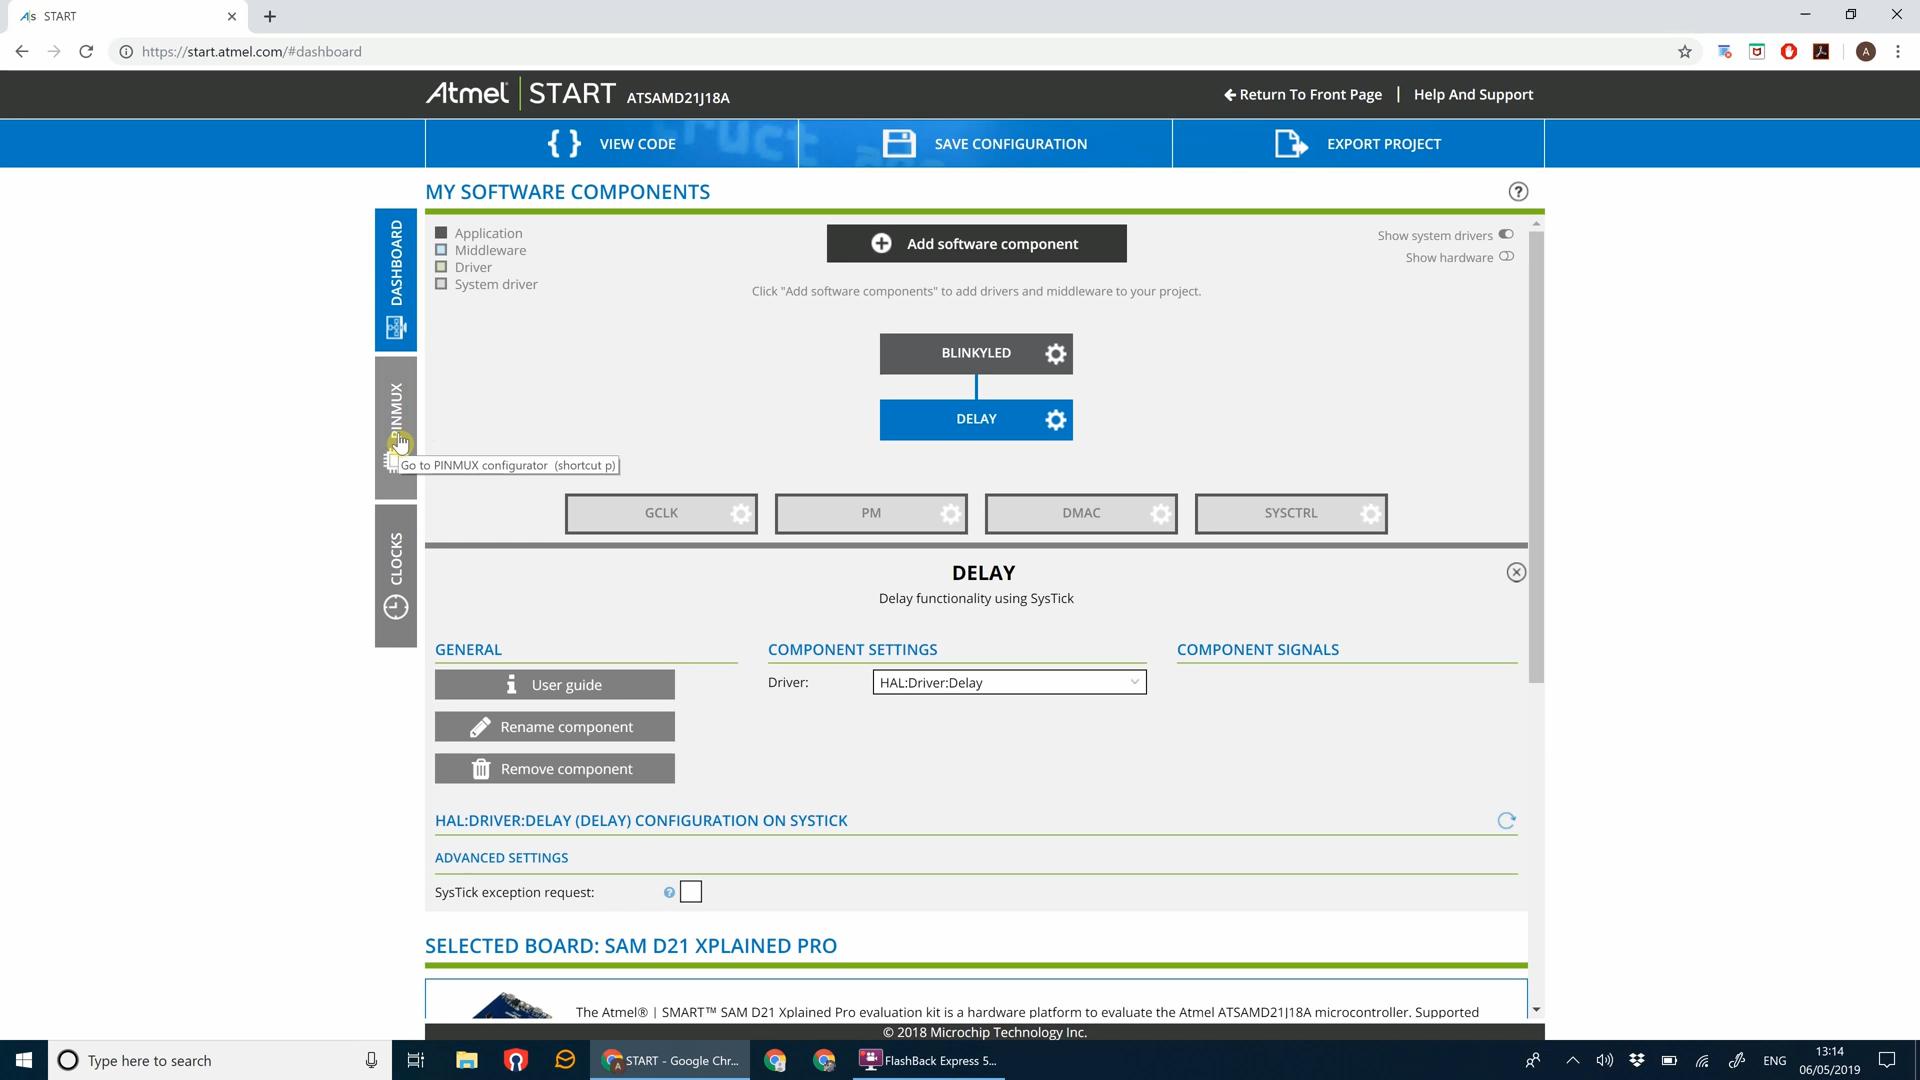 START
https://start.atmel.com/#dashboard
A
Atmel START ATSAMD21J18A
Return To Front Page | Help And Support
{ } VIEW CODE
SAVE CONFIGURATION
EXPORT PROJECT
MY SOFTWARE COMPONENTS
?
DASHBOARD
PINMUX
CLOCKS
Application
Middleware
Driver
System driver
Add software component
Show system drivers
Show hardware
Click "Add software components" to add drivers and middleware to your project.
BLINKYLED
DELAY
Go to PINMUX configurator (shortcut p)
GCLK
PM
DMAC
SYSCTRL
DELAY
Delay functionality using SysTick
GENERAL
COMPONENT SETTINGS
COMPONENT SIGNALS
User guide
Driver: HAL:Driver:Delay
Rename component
Remove component
HAL:DRIVER:DELAY (DELAY) CONFIGURATION ON SYSTICK
ADVANCED SETTINGS
SysTick exception request: ?
SELECTED BOARD: SAM D21 XPLAINED PRO
The Atmel® | SMART™ SAM D21 Xplained Pro evaluation kit is a hardware platform to evaluate the Atmel ATSAMD21J18A microcontroller. Supported
© 2018 Microchip Technology Inc.
Type here to search
START - Google Chr...
FlashBack Express 5...
ENG
13:14
06/05/2019